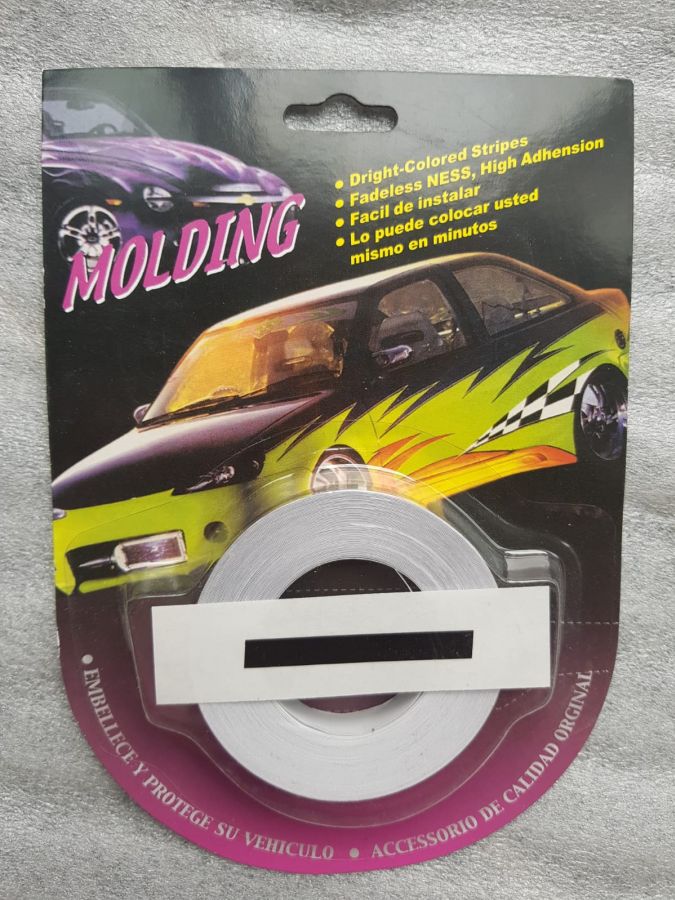 MOLDING
• Dright-Colored Stripes
• Fadeless NESS, High Adhension
• Facil de instalar
• Lo puede colocar usted
mismo en minutos
• EMBELLECE Y PROTEGE SU VEHICULO • ACCESSORIO DE CALIDAD ORGINAL